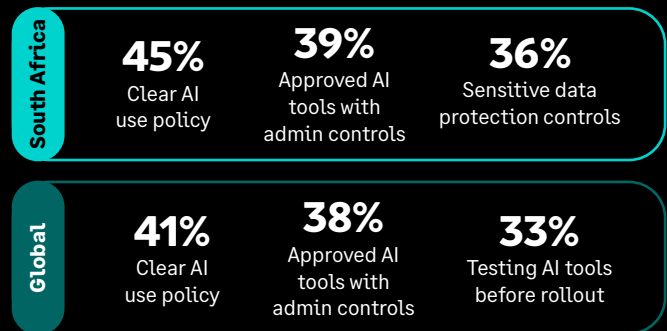 South Africa
45%
Clear AI
use policy
39%
Approved AI
tools with
admin controls
36%
Sensitive data
protection controls
Global
41%
Clear AI
use policy
38%
Approved AI
tools with
admin controls
33%
Testing AI tools
before rollout